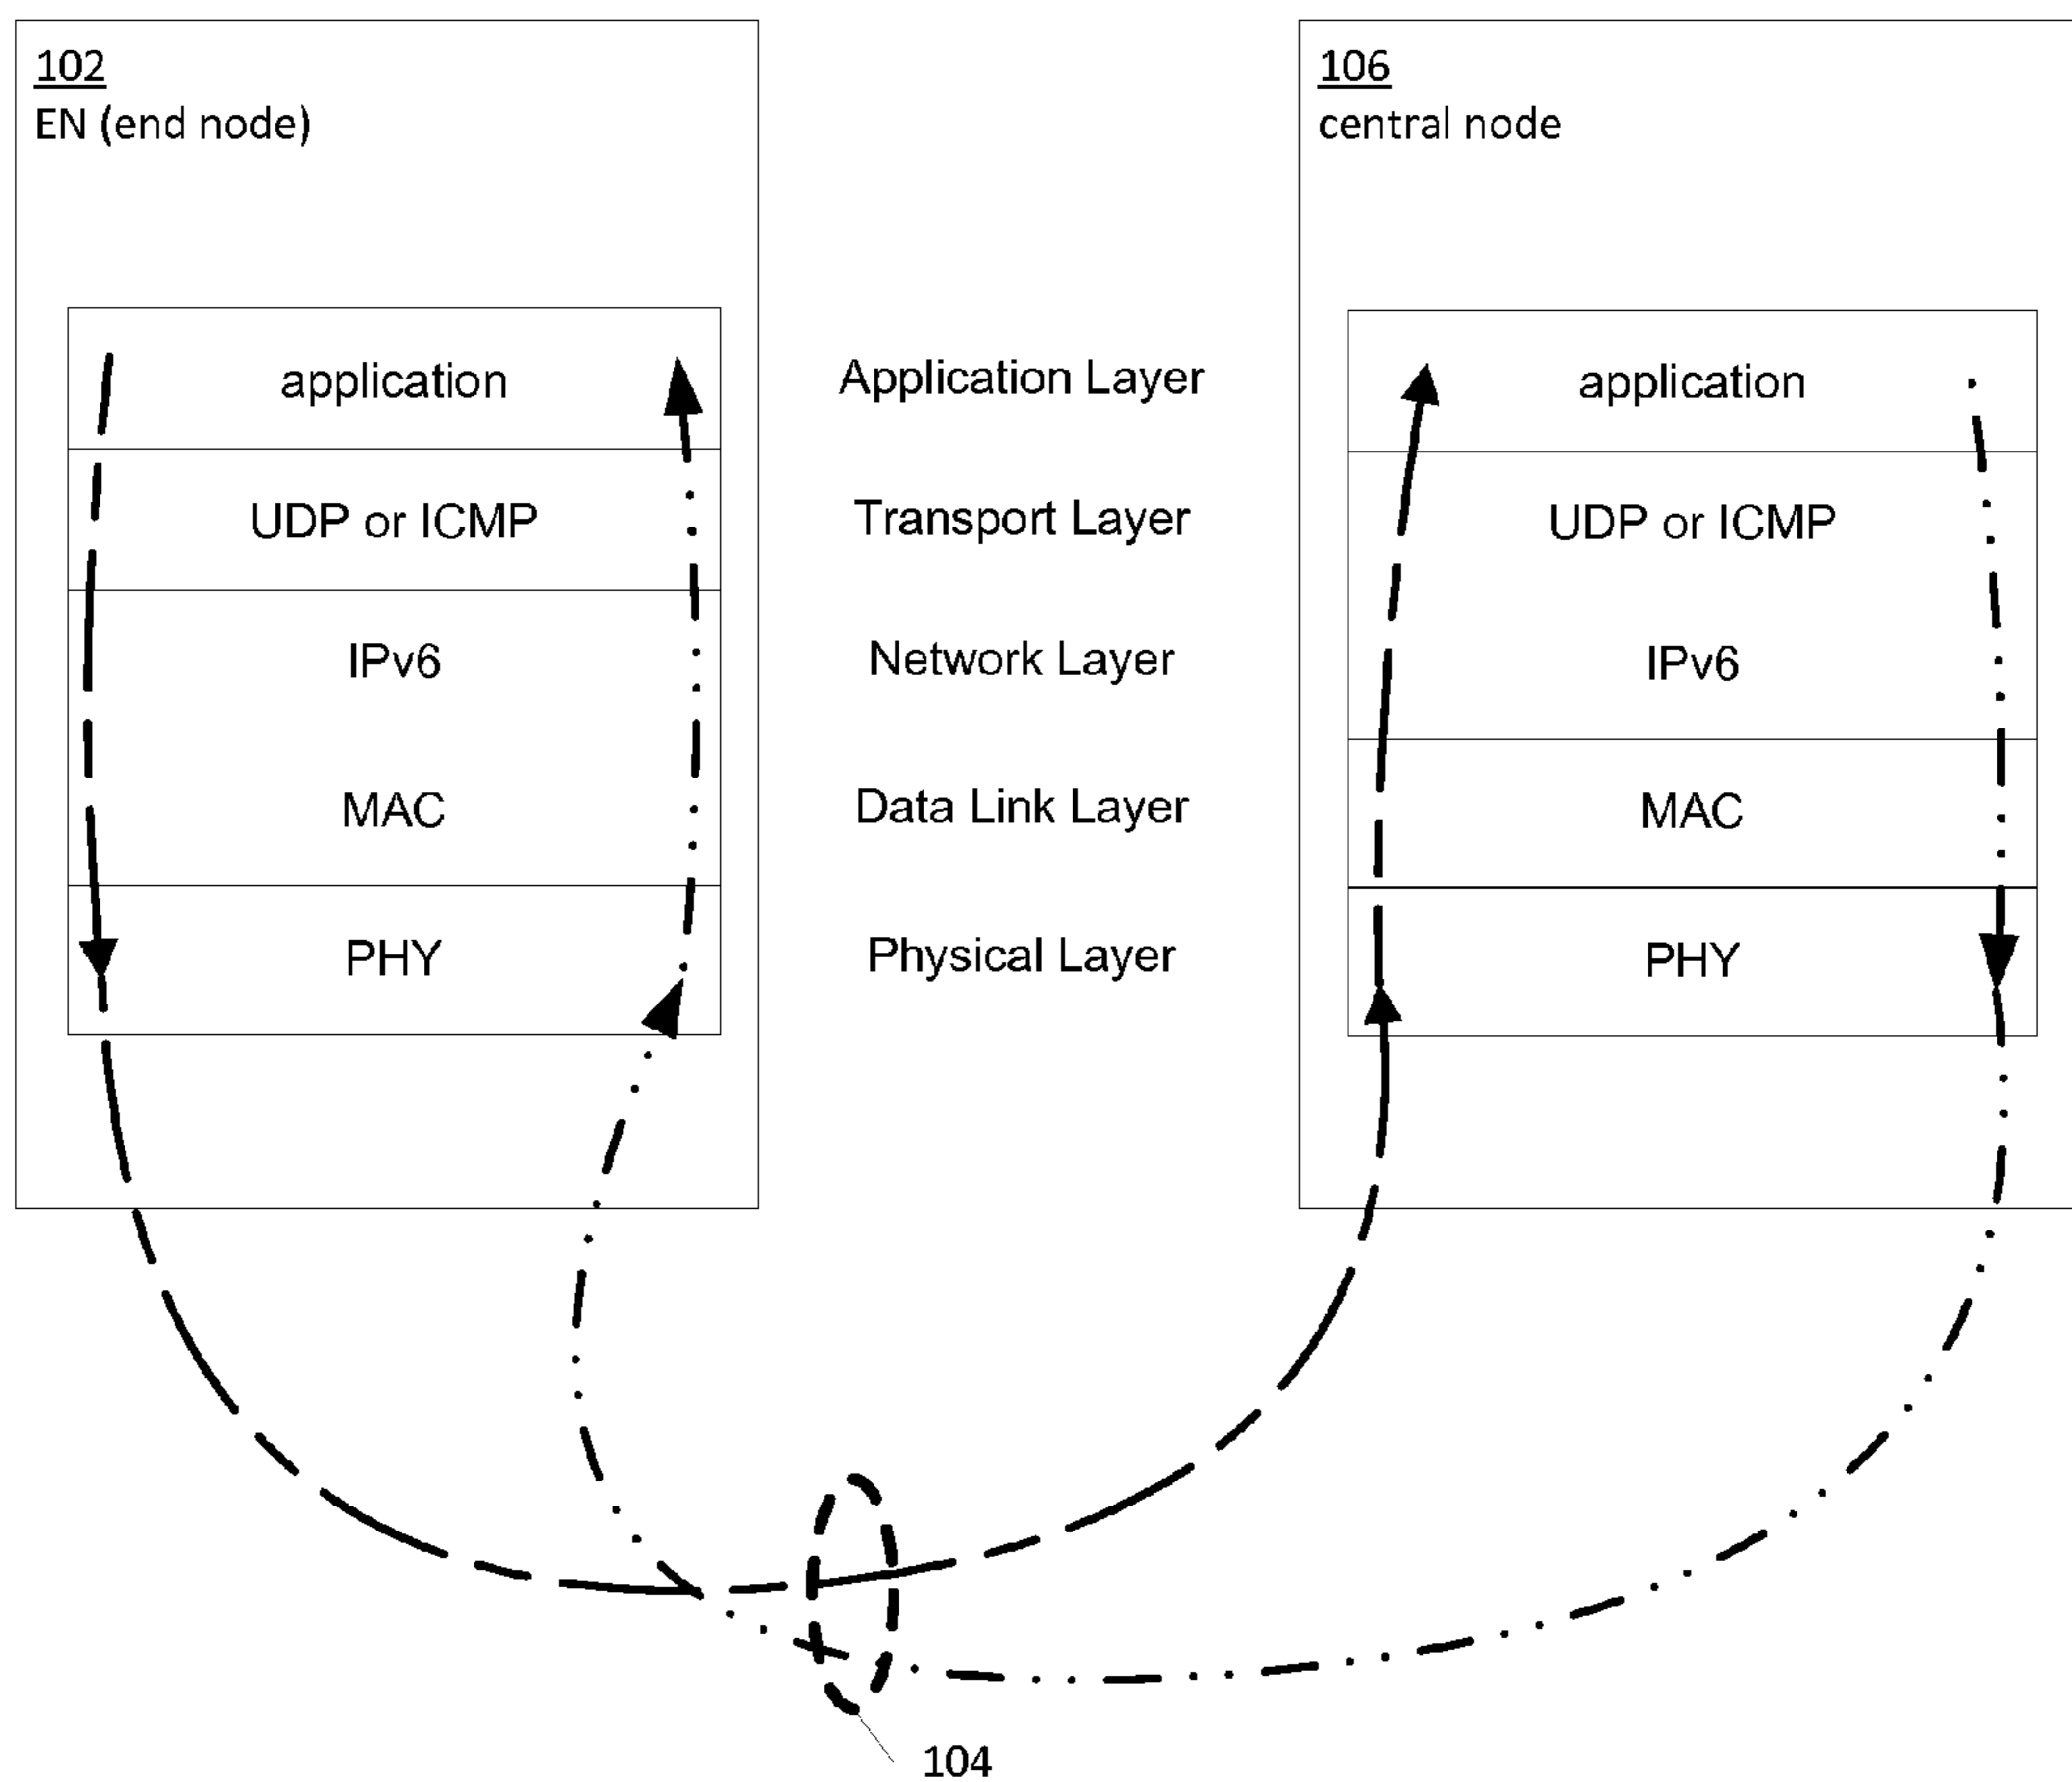 102
EN (end node)
106
central node
application
Application Layer
application
UDP or ICMP
Transport Layer
UDP or ICMP
IPv6
Network Layer
IPv6
MAC
Data Link Layer
MAC
PHY
Physical Layer
PHY
104